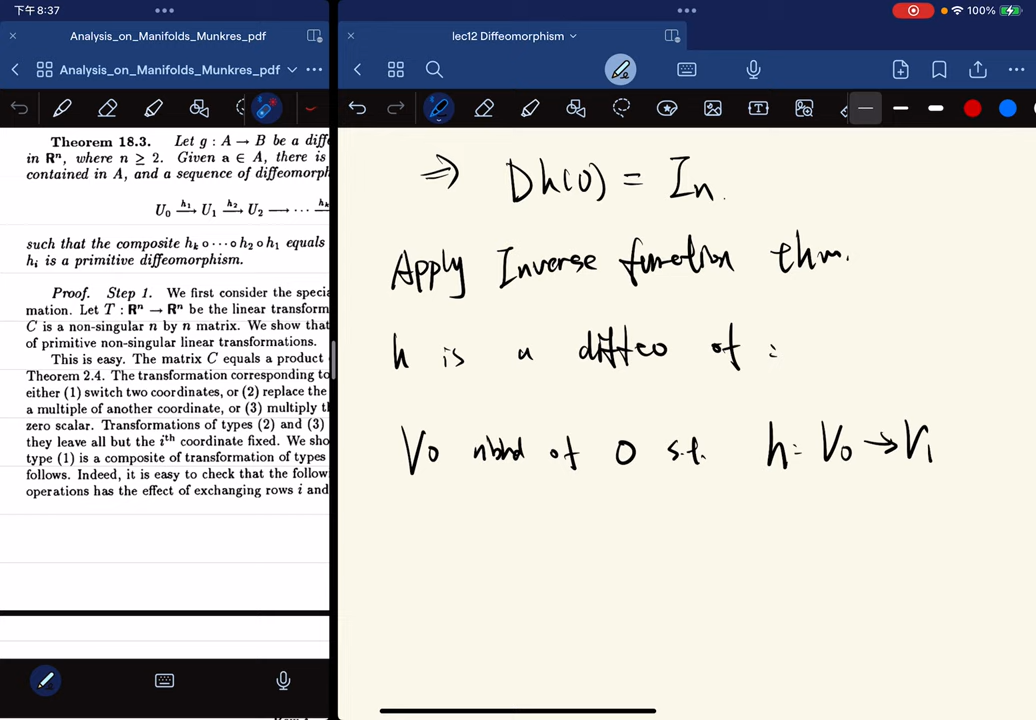 下午8:37
100%
Analysis_on_Manifolds_Munkres_pdf
Analysis_on_Manifolds_Munkres_pdf
Theorem 18.3. Let g : A → B be a diffe
in Rⁿ, where n ≥ 2. Given a ∈ A, there is
contained in A, and a sequence of diffeomorph
U₀ →h₁ U₁ →h₂ U₂ → ···
such that the composite hₖ ∘ ··· ∘ h₂ ∘ h₁ equals
hᵢ is a primitive diffeomorphism.
Proof. Step 1. We first consider the specia
mation. Let T : Rⁿ → Rⁿ be the linear transform
C is a non-singular n by n matrix. We show that
of primitive non-singular linear transformations.
This is easy. The matrix C equals a product
Theorem 2.4. The transformation corresponding to
either (1) switch two coordinates, or (2) replace the
a multiple of another coordinate, or (3) multiply th
zero scalar. Transformations of types (2) and (3)
they leave all but the iᵗʰ coordinate fixed. We sho
type (1) is a composite of transformation of types
follows. Indeed, it is easy to check that the follow
operations has the effect of exchanging rows i and
lec12 Diffeomorphism
⇒ Dh(0) = In.
Apply Inverse function thm.
h is a diffeo of :
V₀ nbhd of 0 s.t. h: V₀ → V₁